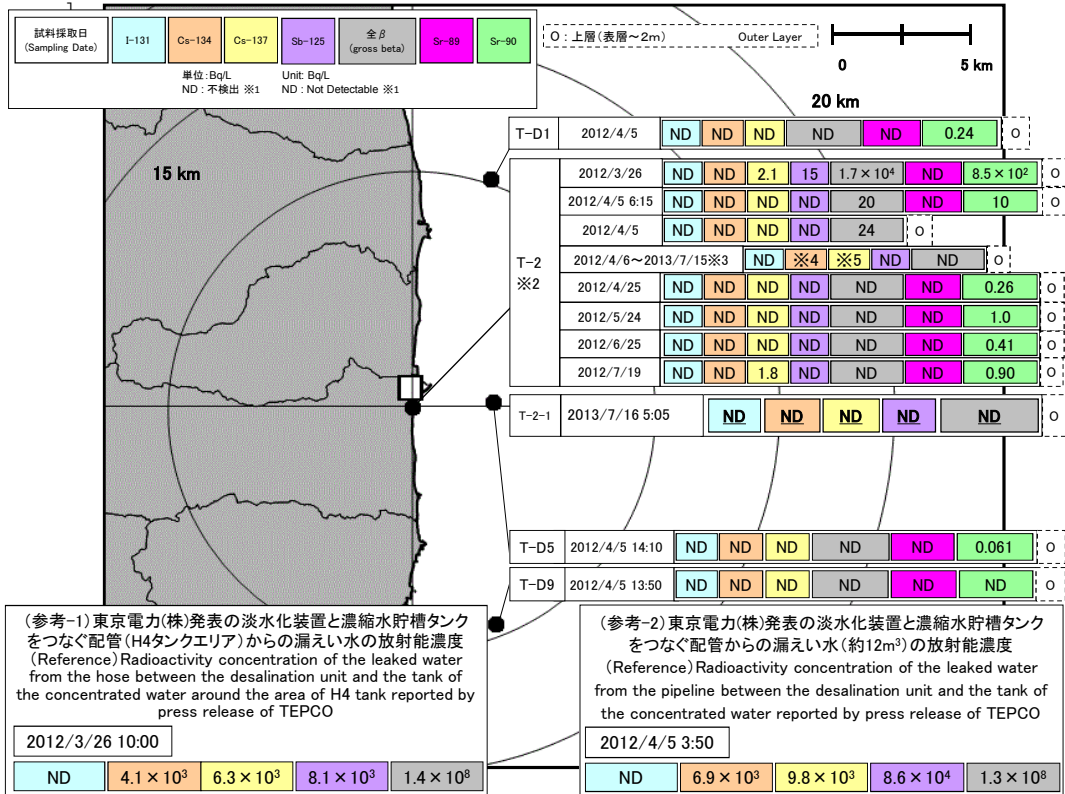 試料採取日
(Sampling Date)
I-131
Cs-134
Cs-137
Sb-125
全β
(gross beta)
Sr-89
Sr-90
単位:Bq/L
ND : 不検出 ※1
Unit: Bq/L
ND : Not Detectable ※1
O : 上層(表層~2m)
Outer Layer
0
5 km
20 km
15 km
T-D1 2012/4/5 ND ND ND ND ND 0.24 O
T-2
※2
2012/3/26 ND ND 2.1 15 1.7×10⁴ ND 8.5×10² O
2012/4/5 6:15 ND ND ND ND 20 ND 10 O
2012/4/5 ND ND ND ND 24 O
2012/4/6~2013/7/15※3 ND ※4 ※5 ND ND O
2012/4/25 ND ND ND ND ND ND 0.26 O
2012/5/24 ND ND ND ND ND ND 1.0 O
2012/6/25 ND ND ND ND ND ND 0.41 O
2012/7/19 ND ND 1.8 ND ND ND 0.90 O
T-2-1 2013/7/16 5:05 ND ND ND ND ND O
T-D5 2012/4/5 14:10 ND ND ND ND ND 0.061 O
T-D9 2012/4/5 13:50 ND ND ND ND ND ND O
(参考-1)東京電力(株)発表の淡水化装置と濃縮水貯槽タンク
をつなぐ配管(H4タンクエリア)からの漏えい水の放射能濃度
(Reference)Radioactivity concentration of the leaked water
from the hose between the desalination unit and the tank of
the concentrated water around the area of H4 tank reported by
press release of TEPCO
2012/3/26 10:00
ND 4.1×10³ 6.3×10³ 8.1×10³ 1.4×10⁸
(参考-2)東京電力(株)発表の淡水化装置と濃縮水貯槽タンク
をつなぐ配管からの漏えい水(約12m³)の放射能濃度
(Reference)Radioactivity concentration of the leaked water
from the pipeline between the desalination unit and the tank of
the concentrated water reported by press release of TEPCO
2012/4/5 3:50
ND 6.9×10³ 9.8×10³ 8.6×10⁴ 1.3×10⁸